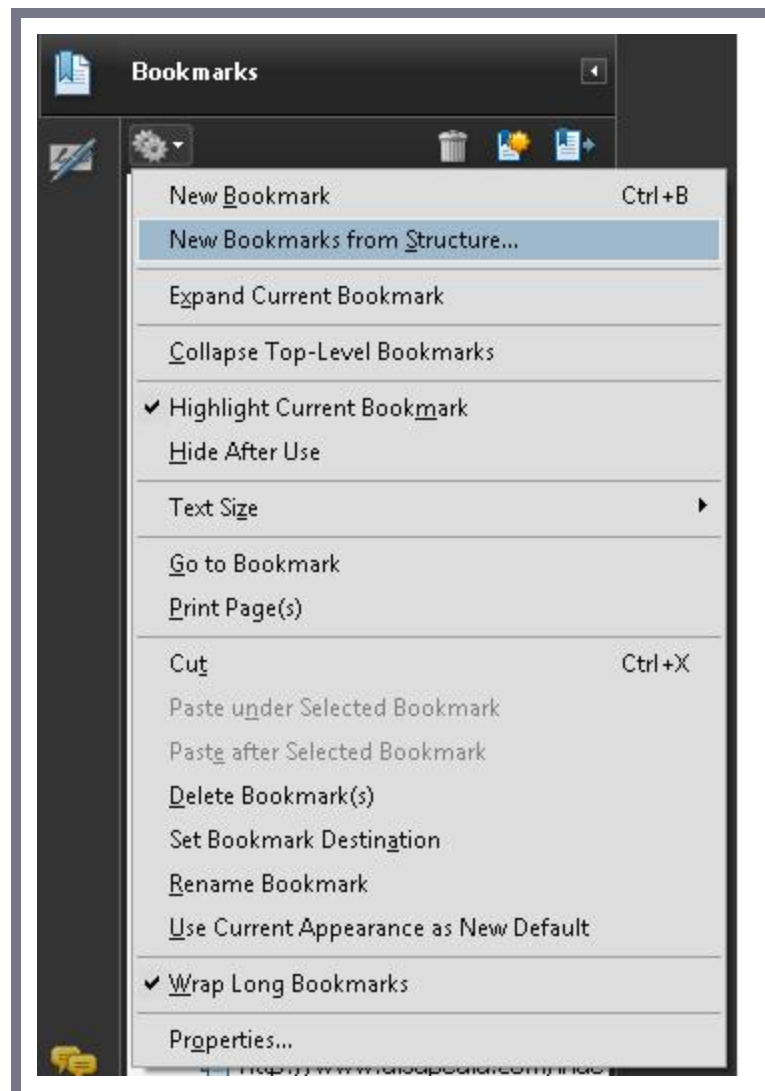 Bookmarks
New Bookmark Ctrl+B
New Bookmarks from Structure...
Expand Current Bookmark
Collapse Top-Level Bookmarks
Highlight Current Bookmark
Hide After Use
Text Size
Go to Bookmark
Print Page(s)
Cut Ctrl+X
Paste under Selected Bookmark
Paste after Selected Bookmark
Delete Bookmark(s)
Set Bookmark Destination
Rename Bookmark
Use Current Appearance as New Default
Wrap Long Bookmarks
Properties...